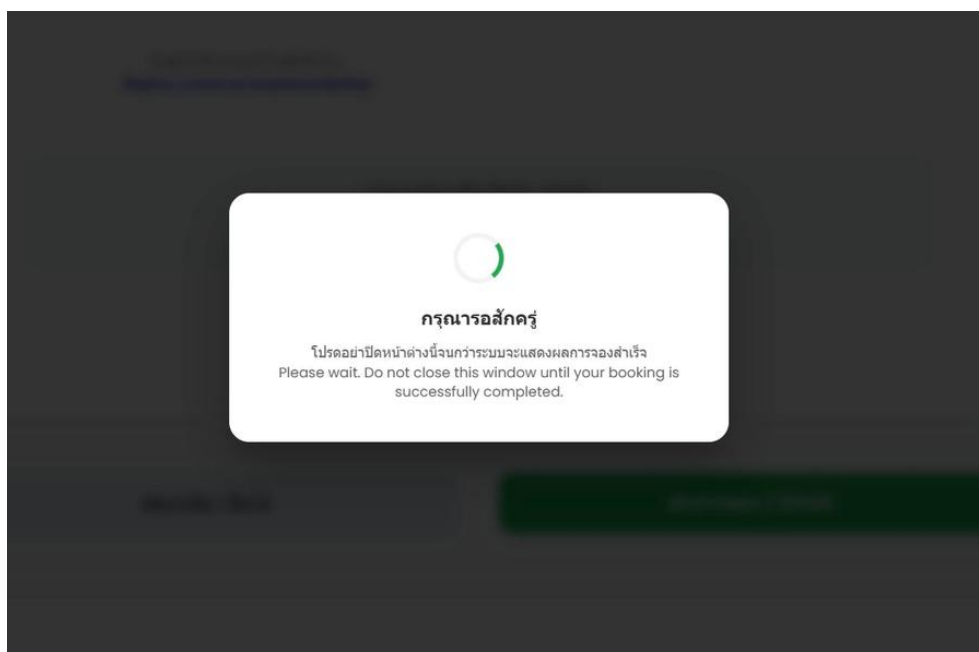 กรุณารอสักครู่
โปรดอย่าปิดหน้าต่างนี้จนกว่าระบบจะแสดงผลการจองสำเร็จ
Please wait. Do not close this window until your booking is
successfully completed.